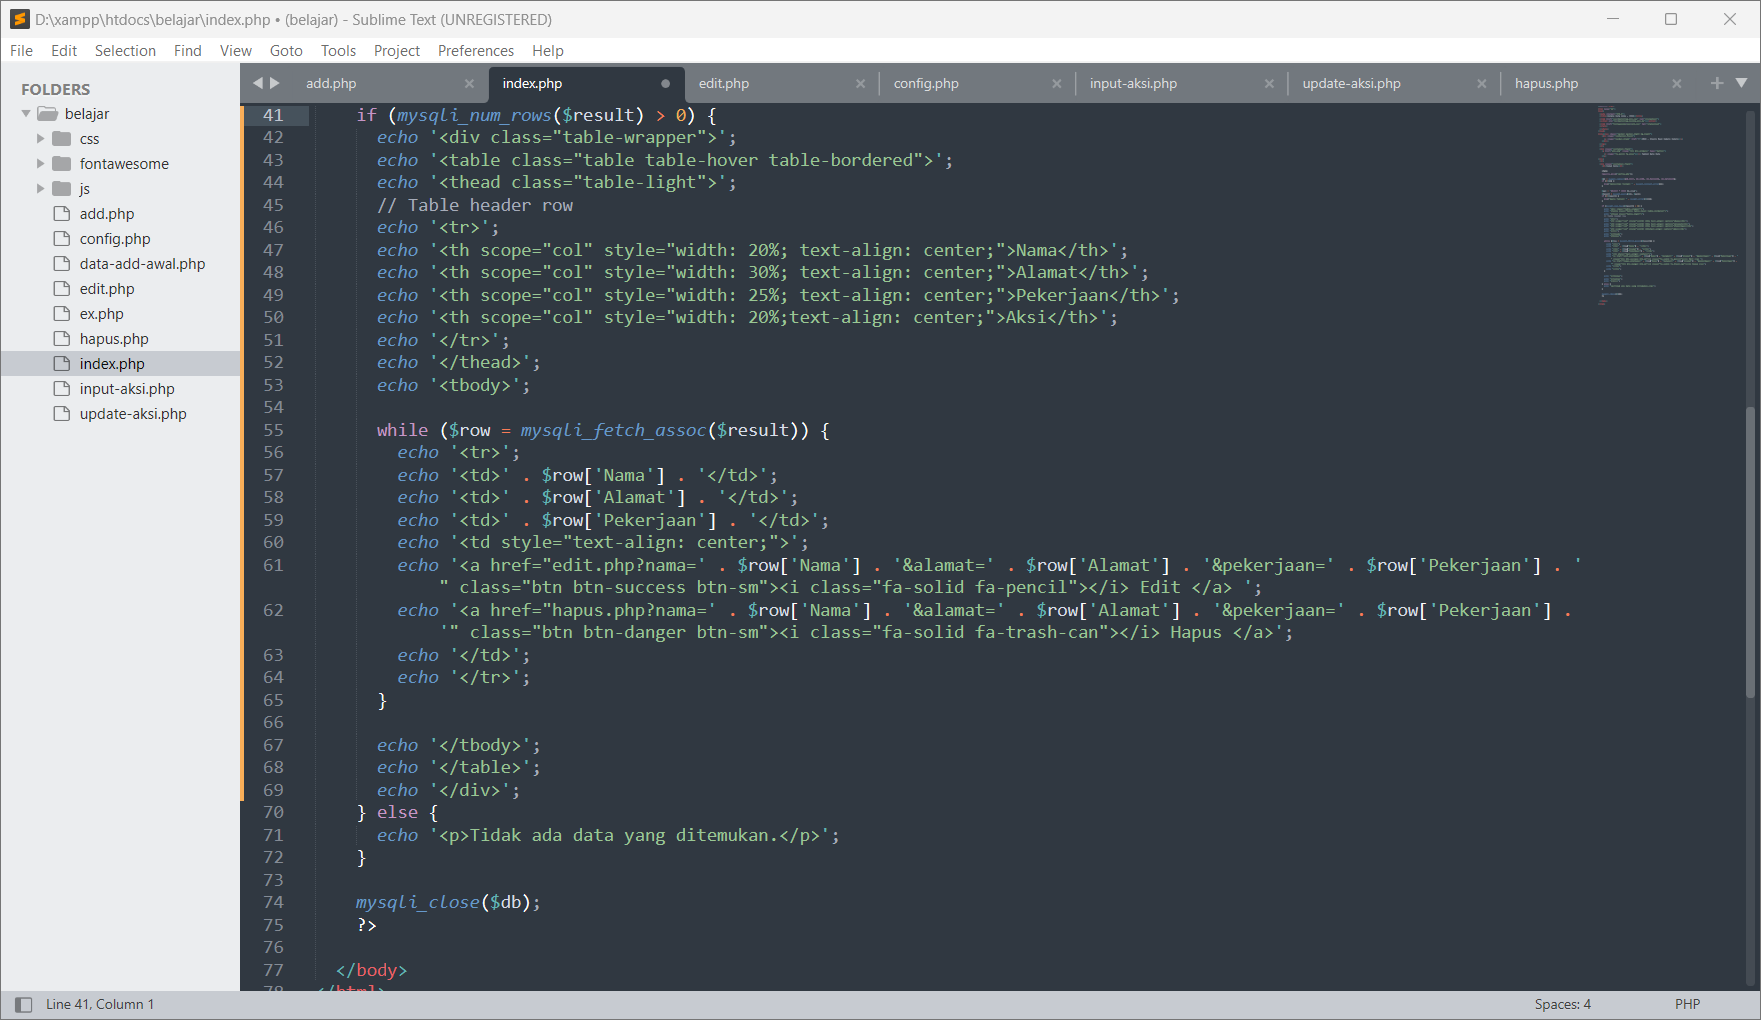 D:\xampp\htdocs\belajar\index.php • (belajar) - Sublime Text (UNREGISTERED)
File Edit Selection Find View Goto Tools Project Preferences Help
FOLDERS
belajar
css
fontawesome
js
add.php
config.php
data-add-awal.php
edit.php
ex.php
hapus.php
index.php
input-aksi.php
update-aksi.php
add.php index.php edit.php config.php input-aksi.php update-aksi.php hapus.php
41 if (mysqli_num_rows($result) > 0) {
42 echo '<div class="table-wrapper">';
43 echo '<table class="table table-hover table-bordered">';
44 echo '<thead class="table-light">';
45 // Table header row
46 echo '<tr>';
47 echo '<th scope="col" style="width: 20%; text-align: center;">Nama</th>';
48 echo '<th scope="col" style="width: 30%; text-align: center;">Alamat</th>';
49 echo '<th scope="col" style="width: 25%; text-align: center;">Pekerjaan</th>';
50 echo '<th scope="col" style="width: 20%;text-align: center;">Aksi</th>';
51 echo '</tr>';
52 echo '</thead>';
53 echo '<tbody>';
54
55 while ($row = mysqli_fetch_assoc($result)) {
56 echo '<tr>';
57 echo '<td>' . $row['Nama'] . '</td>';
58 echo '<td>' . $row['Alamat'] . '</td>';
59 echo '<td>' . $row['Pekerjaan'] . '</td>';
60 echo '<td style="text-align: center;">';
61 echo '<a href="edit.php?nama=' . $row['Nama'] . '&alamat=' . $row['Alamat'] . '&pekerjaan=' . $row['Pekerjaan'] . '
" class="btn btn-success btn-sm"><i class="fa-solid fa-pencil"></i> Edit </a> ';
62 echo '<a href="hapus.php?nama=' . $row['Nama'] . '&alamat=' . $row['Alamat'] . '&pekerjaan=' . $row['Pekerjaan'] .
'" class="btn btn-danger btn-sm"><i class="fa-solid fa-trash-can"></i> Hapus </a>';
63 echo '</td>';
64 echo '</tr>';
65 }
66
67 echo '</tbody>';
68 echo '</table>';
69 echo '</div>';
70 } else {
71 echo '<p>Tidak ada data yang ditemukan.</p>';
72 }
73
74 mysqli_close($db);
75 ?>
76
77 </body>
78 </html>
Line 41, Column 1 Spaces: 4 PHP